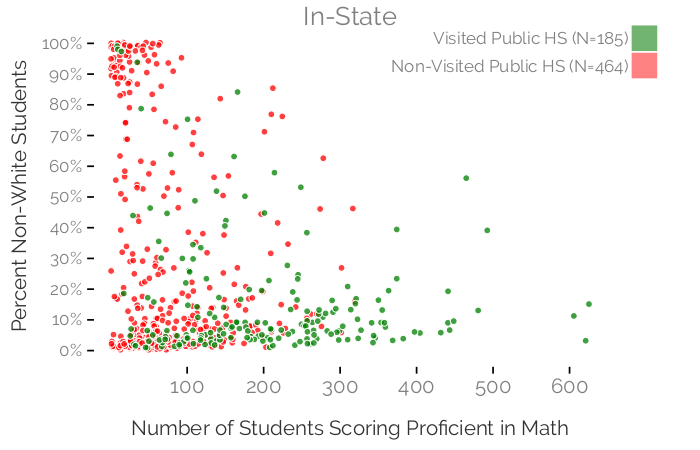 In-State
Visited Public HS (N=185)
Non-Visited Public HS (N=464)
Percent Non-White Students
100%
90%
80%
70%
60%
50%
40%
30%
20%
10%
0%
100 200 300 400 500 600
Number of Students Scoring Proficient in Math